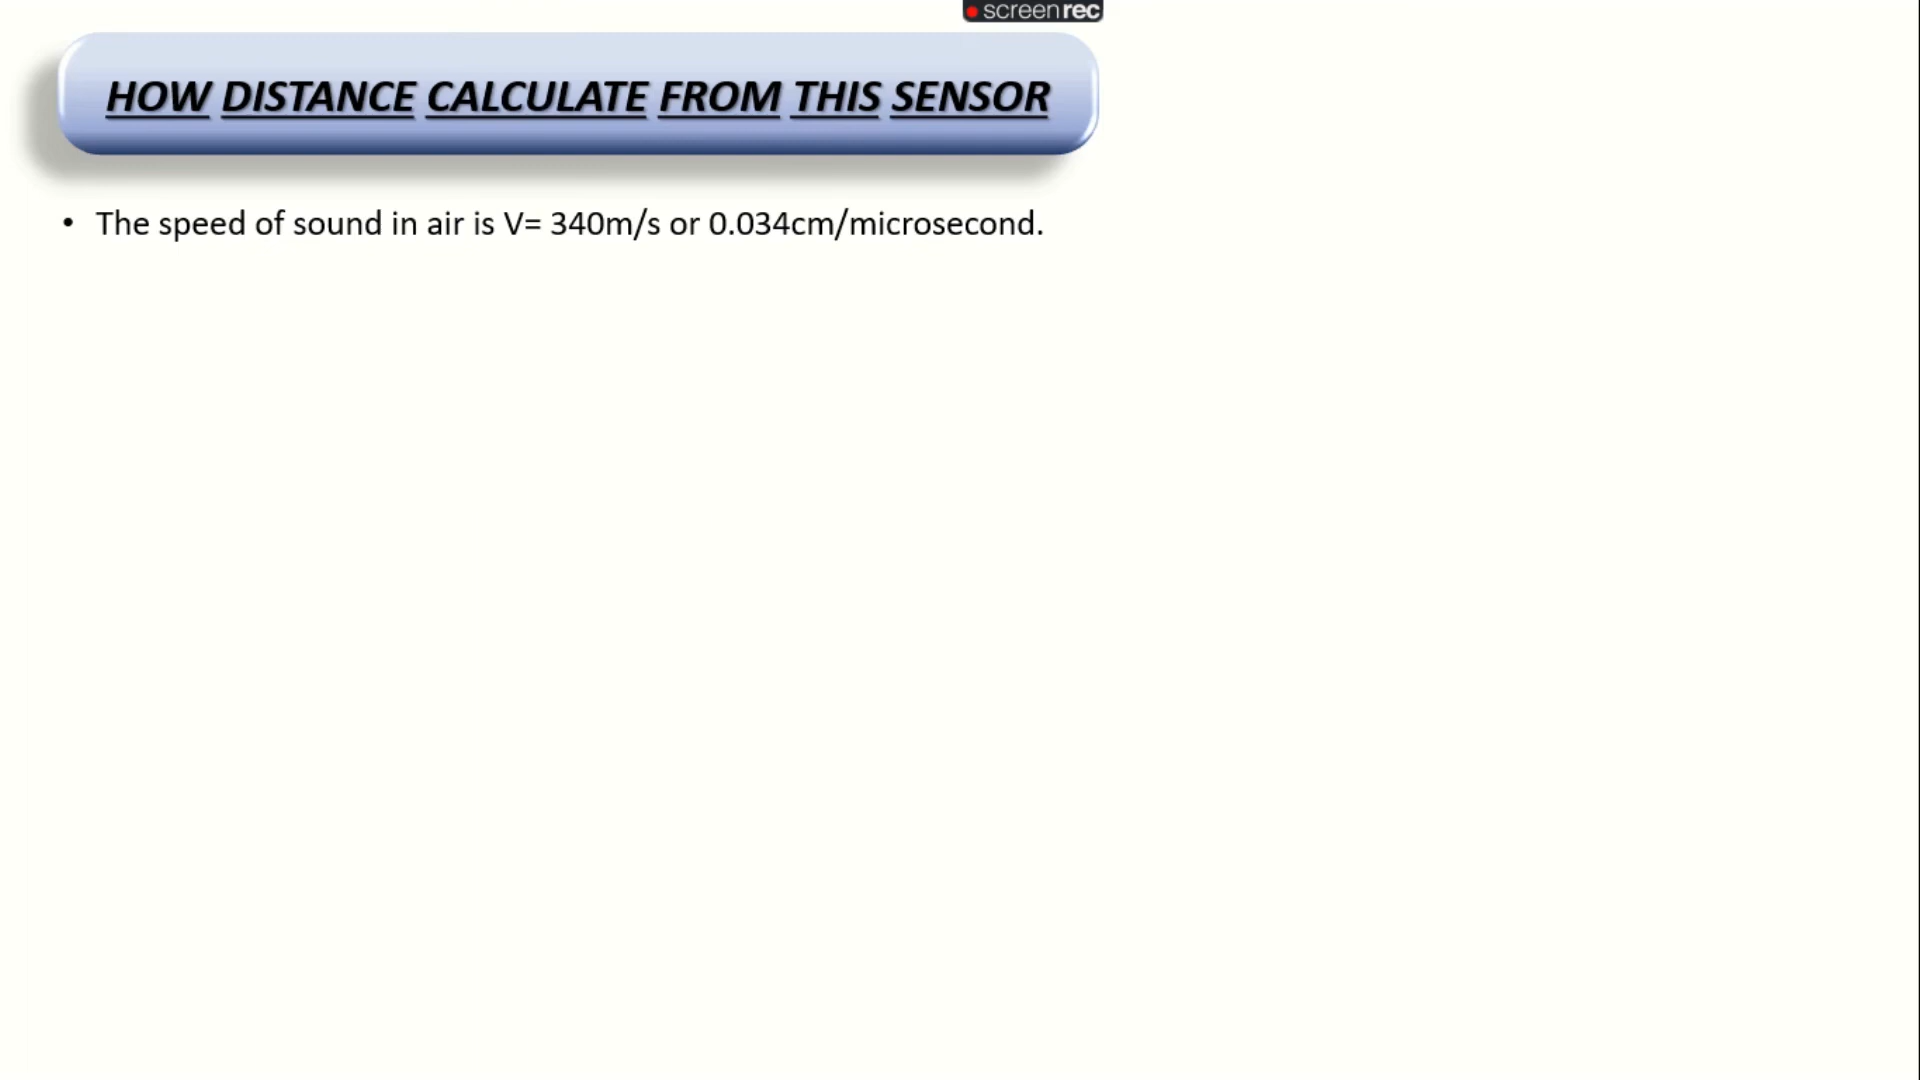 screenrec
HOW DISTANCE CALCULATE FROM THIS SENSOR
• The speed of sound in air is V= 340m/s or 0.034cm/microsecond.